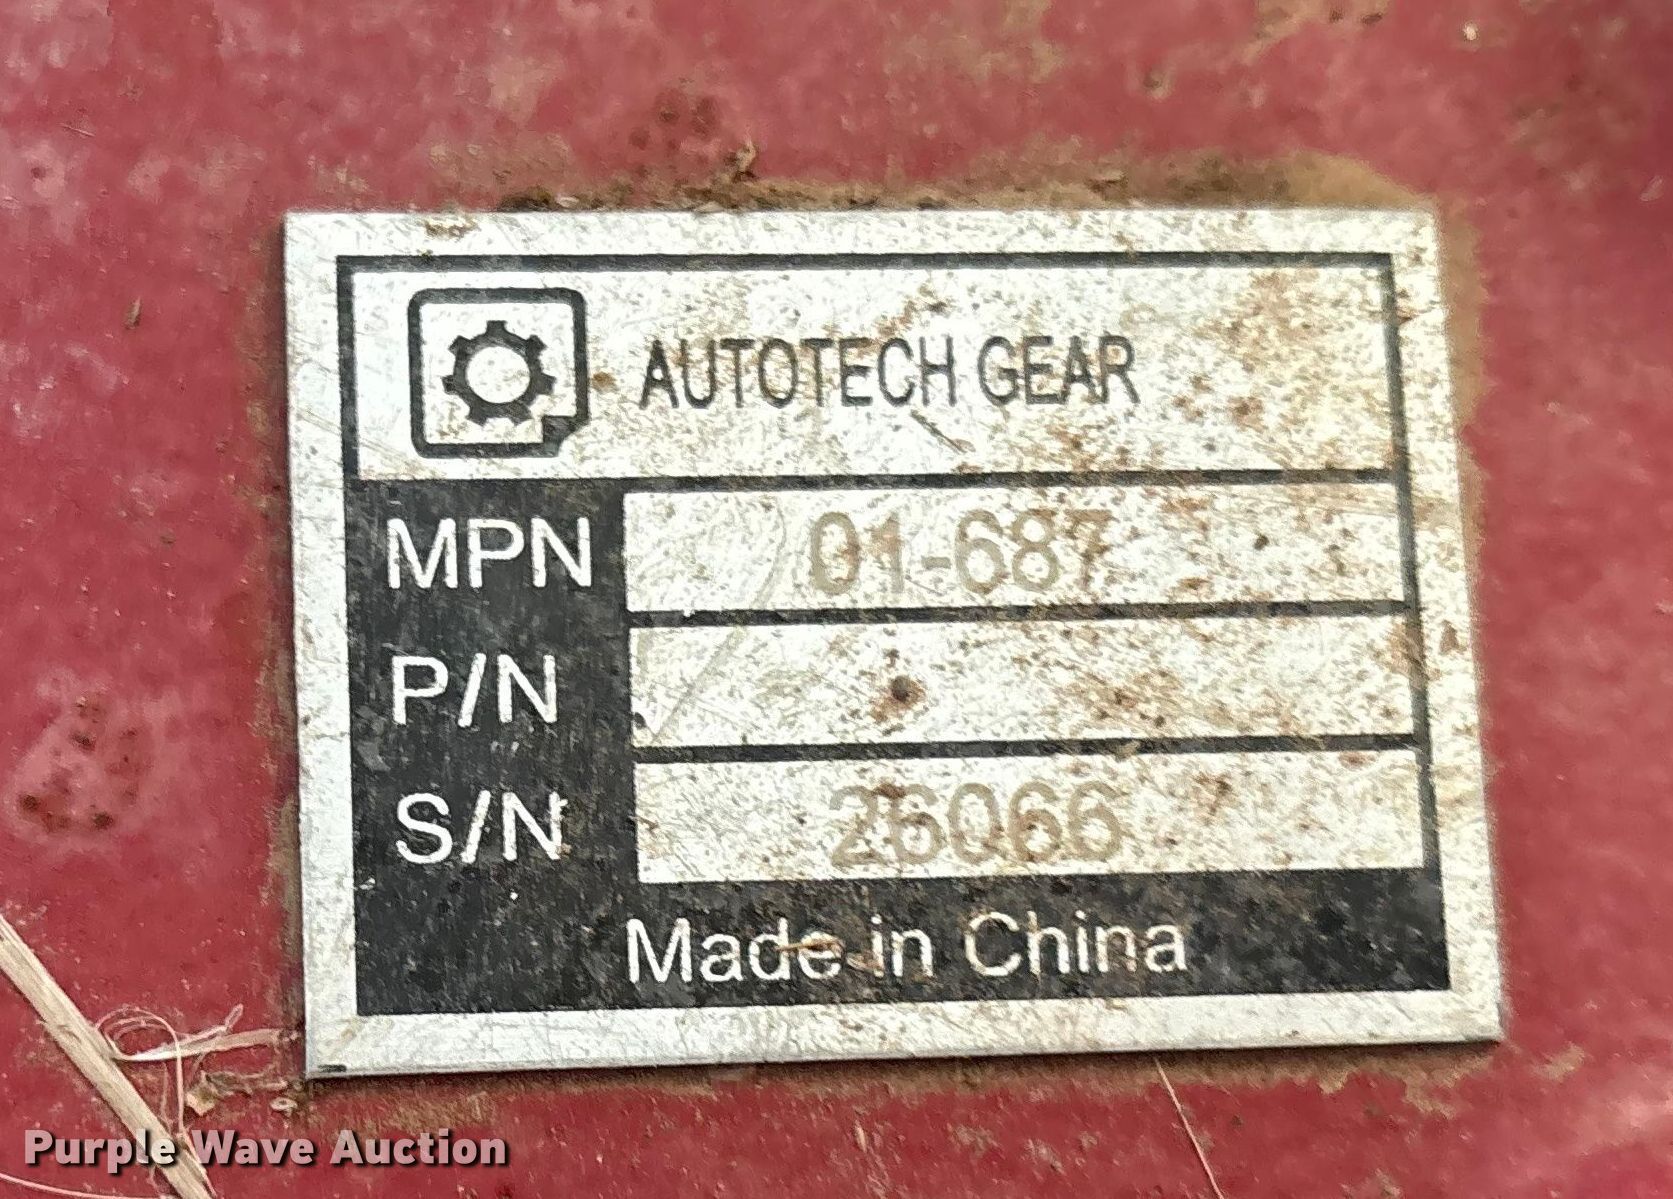 AUTOTECH GEAR
MPN 01-687
P/N
S/N 26066
Made in China
Purple Wave Auction